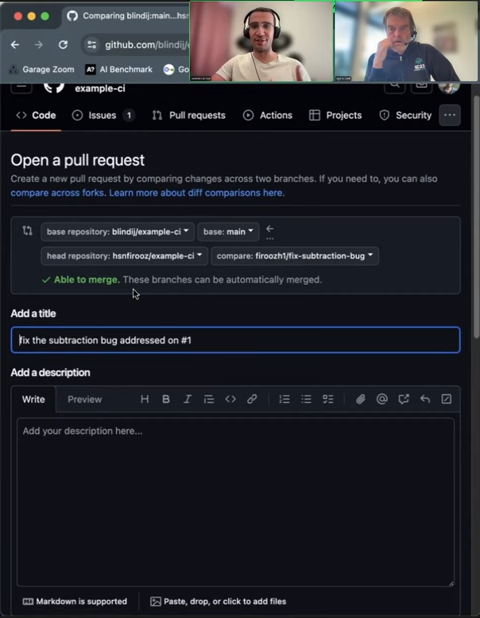 Comparing blindij:main...hsn
github.com/blindij/
Garage Zoom
AI Benchmark
Go
example-ci
Code
Issues 1
Pull requests
Actions
Projects
Security
Open a pull request
Create a new pull request by comparing changes across two branches. If you need to, you can also
compare across forks. Learn more about diff comparisons here.
base repository: blindij/example-ci
base: main
head repository: hsnfirooz/example-ci
compare: firoozh1/fix-subtraction-bug
Able to merge. These branches can be automatically merged.
Add a title
fix the subtraction bug addressed on #1
Add a description
Write
Preview
Add your description here...
Markdown is supported
Paste, drop, or click to add files